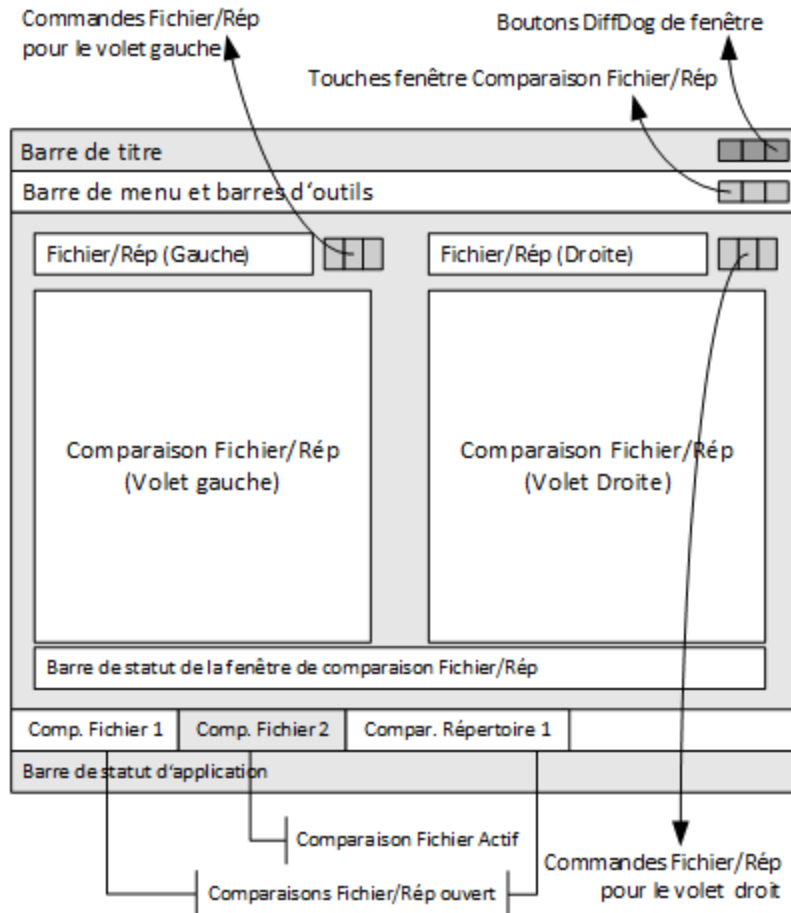 Commandes Fichier/Rép
pour le volet gauche
Boutons DiffDog de fenêtre
Touches fenêtre Comparaison Fichier/Rép
Barre de titre
Barre de menu et barres d'outils
Fichier/Rép (Gauche)
Fichier/Rép (Droite)
Comparaison Fichier/Rép
(Volet gauche)
Comparaison Fichier/Rép
(Volet Droite)
Barre de statut de la fenêtre de comparaison Fichier/Rép
Comp. Fichier 1
Comp. Fichier 2
Compar. Répertoire 1
Barre de statut d'application
Comparaison Fichier Actif
Comparaisons Fichier/Rép ouvert
Commandes Fichier/Rép
pour le volet droit